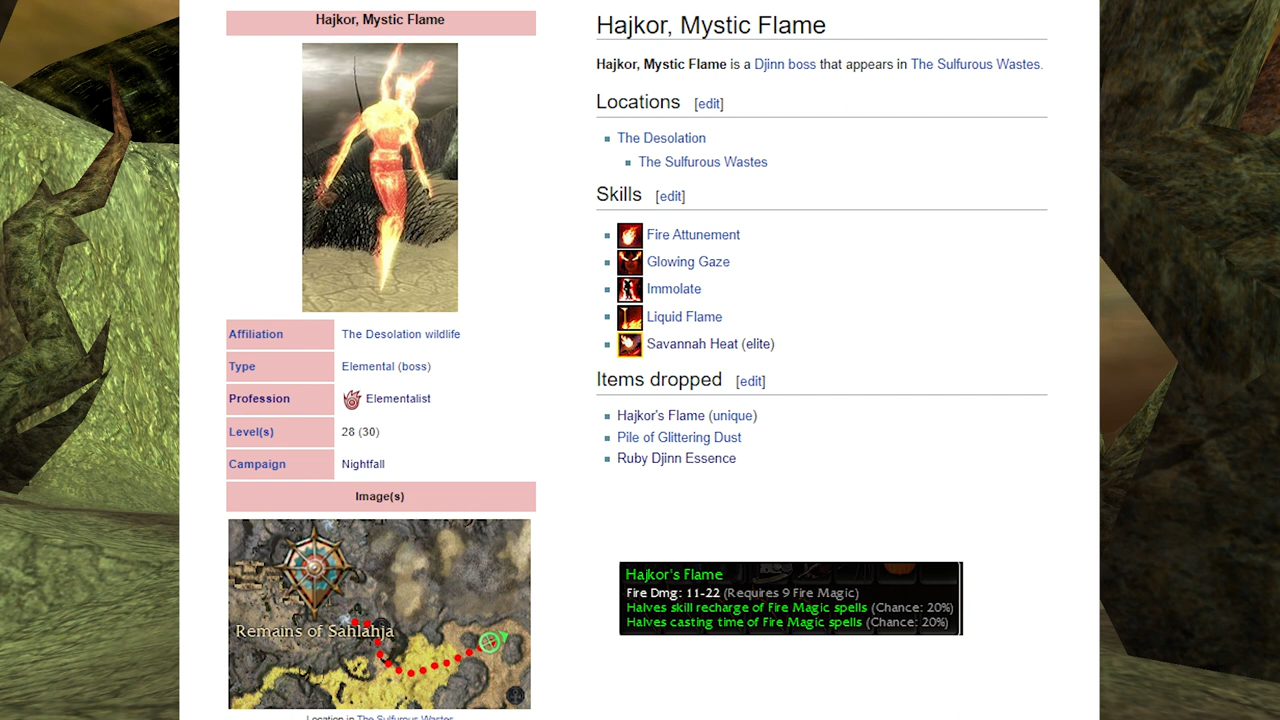 Hajkor, Mystic Flame
Affiliation The Desolation wildlife
Type Elemental (boss)
Profession Elementalist
Level(s) 28 (30)
Campaign Nightfall
Image(s)
Remains of Sahlahja
Location in The Sulfurous Wastes
Hajkor, Mystic Flame
Hajkor, Mystic Flame is a Djinn boss that appears in The Sulfurous Wastes.
Locations [edit]
The Desolation
The Sulfurous Wastes
Skills [edit]
Fire Attunement
Glowing Gaze
Immolate
Liquid Flame
Savannah Heat (elite)
Items dropped [edit]
Hajkor's Flame (unique)
Pile of Glittering Dust
Ruby Djinn Essence
Hajkor's Flame
Fire Dmg: 11-22 (Requires 9 Fire Magic)
Halves skill recharge of Fire Magic spells (Chance: 20%)
Halves casting time of Fire Magic spells (Chance: 20%)